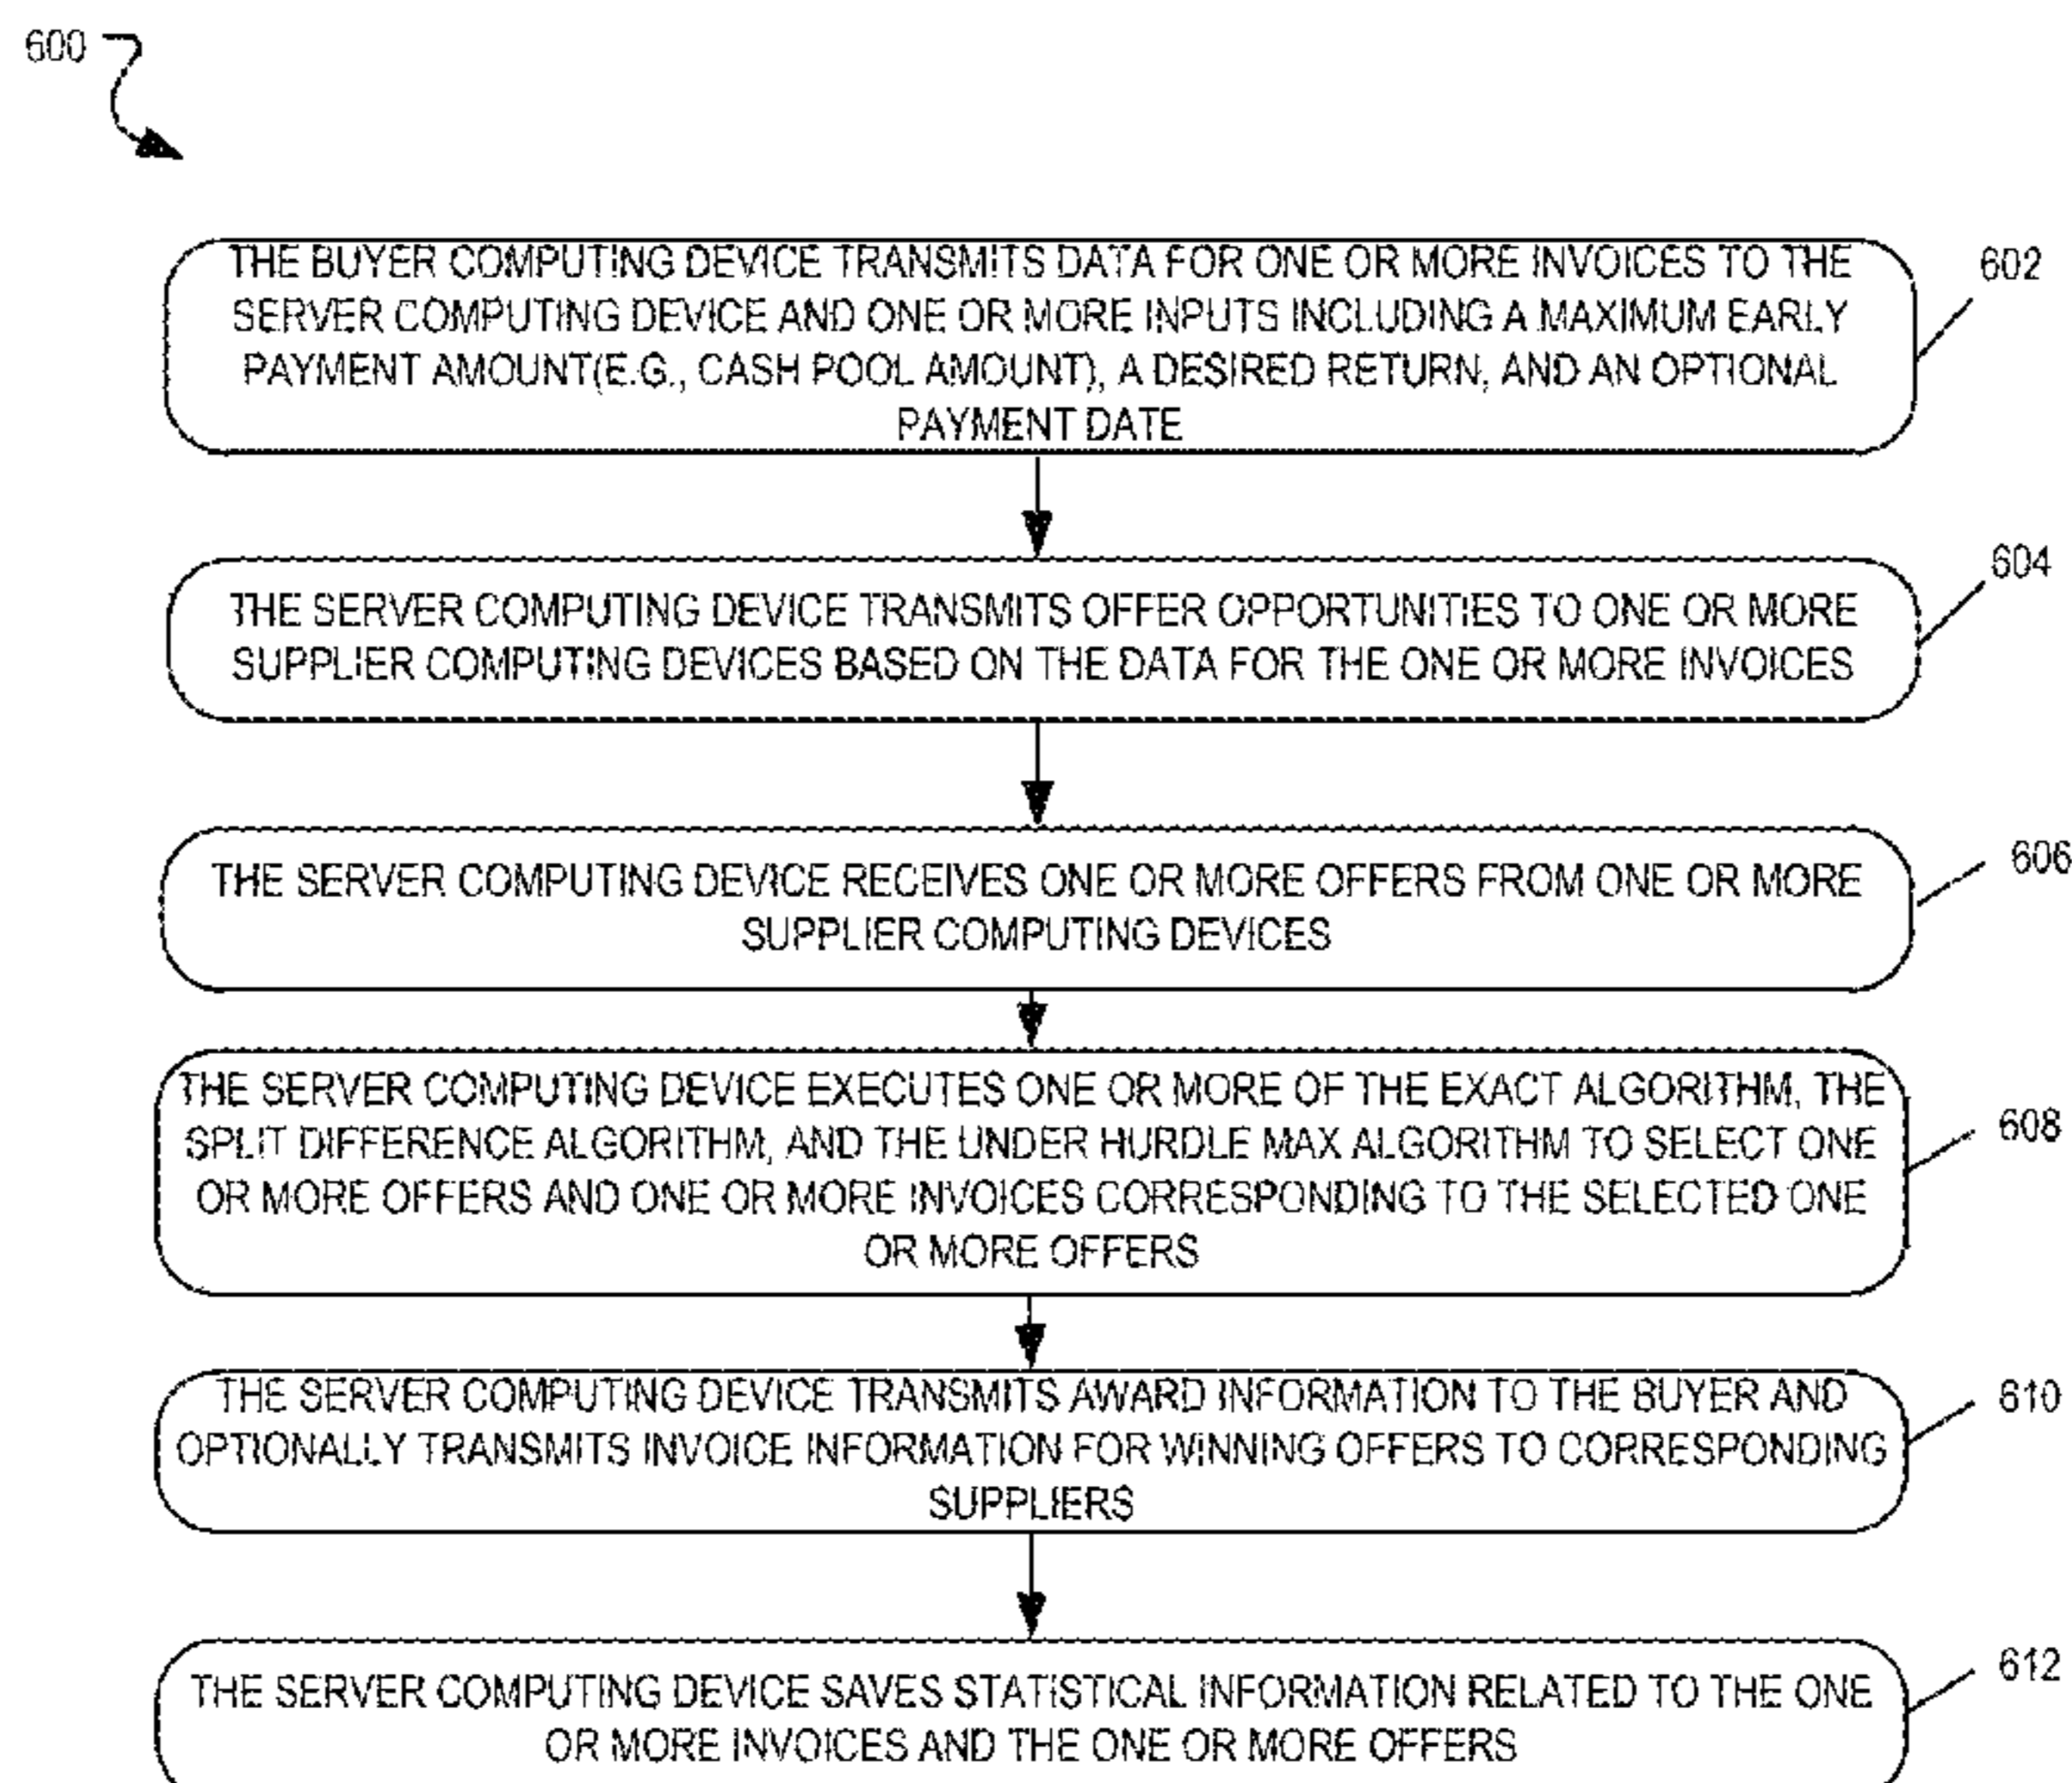 600
THE BUYER COMPUTING DEVICE TRANSMITS DATA FOR ONE OR MORE INVOICES TO THE
SERVER COMPUTING DEVICE AND ONE OR MORE INPUTS INCLUDING A MAXIMUM EARLY
PAYMENT AMOUNT(E.G., CASH POOL AMOUNT), A DESIRED RETURN, AND AN OPTIONAL
PAYMENT DATE
602
THE SERVER COMPUTING DEVICE TRANSMITS OFFER OPPORTUNITIES TO ONE OR MORE
SUPPLIER COMPUTING DEVICES BASED ON THE DATA FOR THE ONE OR MORE INVOICES
604
THE SERVER COMPUTING DEVICE RECEIVES ONE OR MORE OFFERS FROM ONE OR MORE
SUPPLIER COMPUTING DEVICES
606
THE SERVER COMPUTING DEVICE EXECUTES ONE OR MORE OF THE EXACT ALGORITHM, THE
SPLIT DIFFERENCE ALGORITHM, AND THE UNDER HURDLE MAX ALGORITHM TO SELECT ONE
OR MORE OFFERS AND ONE OR MORE INVOICES CORRESPONDING TO THE SELECTED ONE
OR MORE OFFERS
608
THE SERVER COMPUTING DEVICE TRANSMITS AWARD INFORMATION TO THE BUYER AND
OPTIONALLY TRANSMITS INVOICE INFORMATION FOR WINNING OFFERS TO CORRESPONDING
SUPPLIERS
610
THE SERVER COMPUTING DEVICE SAVES STATISTICAL INFORMATION RELATED TO THE ONE
OR MORE INVOICES AND THE ONE OR MORE OFFERS
612